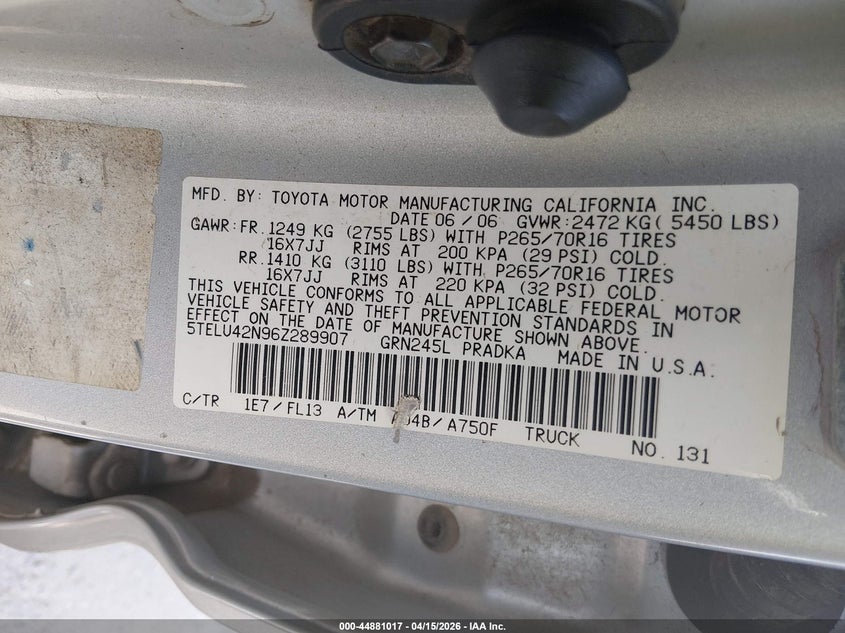 MFD. BY: TOYOTA MOTOR MANUFACTURING CALIFORNIA INC.
DATE 06/06 GVWR:2472 KG( 5450 LBS)
GAWR:FR.1249 KG (2755 LBS) WITH P265/70R16 TIRES
16X7JJ RIMS AT 200 KPA (29 PSI) COLD.
RR.1410 KG (3110 LBS) WITH P265/70R16 TIRES
16X7JJ RIMS AT 220 KPA (32 PSI) COLD.
THIS VEHICLE CONFORMS TO ALL APPLICABLE FEDERAL MOTOR
VEHICLE SAFETY AND THEFT PREVENTION STANDARDS IN
EFFECT ON THE DATE OF MANUFACTURE SHOWN ABOVE.
5TELU42N96Z289907 GRN245L PRADKA MADE IN U.S.A.
C/TR 1E7/FL13 A/TM 4B/A750F TRUCK NO. 131
000-44881017 - 04/15/2026 - IAA Inc.